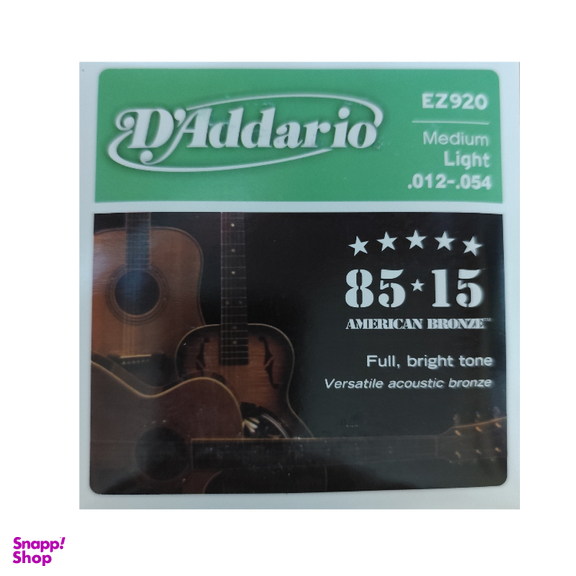 D'Addario
EZ920
Medium
Light
.012-.054
85★15
AMERICAN BRONZE™
Full, bright tone
Versatile acoustic bronze
Snapp!
Shop